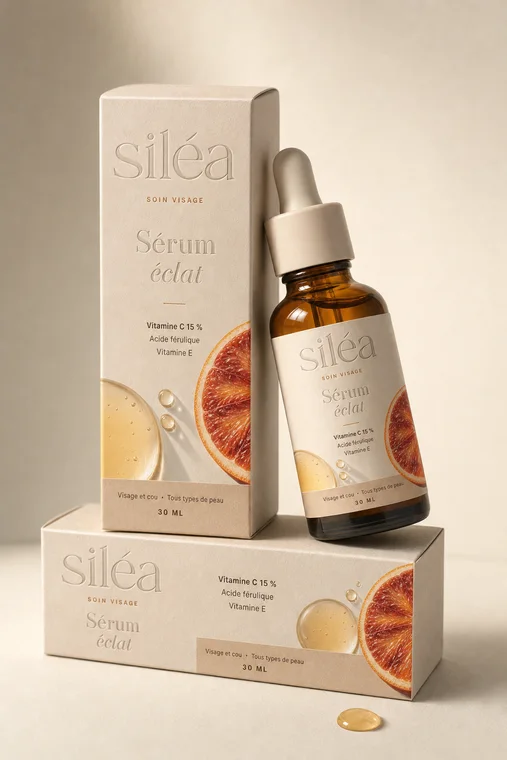 siléa
SOIN VISAGE
Sérum
éclat
Vitamine C 15 %
Acide férulique
Vitamine E
Visage et cou • Tous types de peau
30 ML
siléa
SOIN VISAGE
Sérum
éclat
Vitamine C 15 %
Acide férulique
Vitamine E
Visage et cou • Tous types de peau
30 ML
siléa
SOIN VISAGE
Sérum
éclat
Vitamine C 15 %
Acide férulique
Vitamine E
Visage et cou • Tous types de peau
30 ML